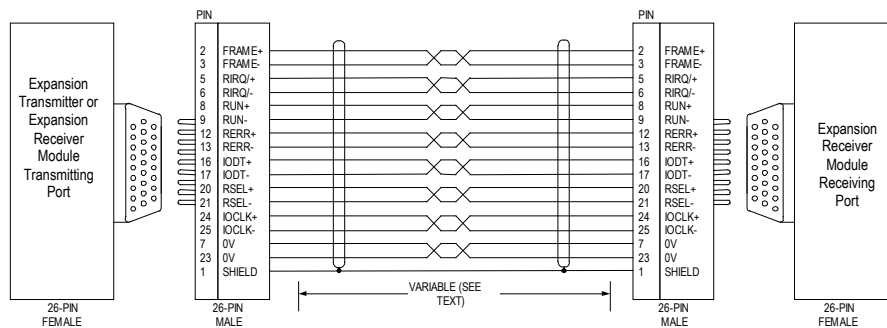 PIN
PIN
2 FRAME+
3 FRAME-
5 RIRQ/+
6 RIRQ/-
8 RUN+
9 RUN-
12 RERR+
13 RERR-
16 IODT+
17 IODT-
20 RSEL+
21 RSEL-
24 IOCLK+
25 IOCLK-
7 0V
23 0V
1 SHIELD
2 FRAME+
3 FRAME-
5 RIRQ/+
6 RIRQ/-
8 RUN+
9 RUN-
12 RERR+
13 RERR-
16 IODT+
17 IODT-
20 RSEL+
21 RSEL-
24 IOCLK+
25 IOCLK-
7 0V
23 0V
1 SHIELD
Expansion
Transmitter or
Expansion
Receiver
Module
Transmitting
Port
Expansion
Receiver
Module
Receiving
Port
VARIABLE (SEE
TEXT)
26-PIN
FEMALE
26-PIN
MALE
26-PIN
MALE
26-PIN
FEMALE